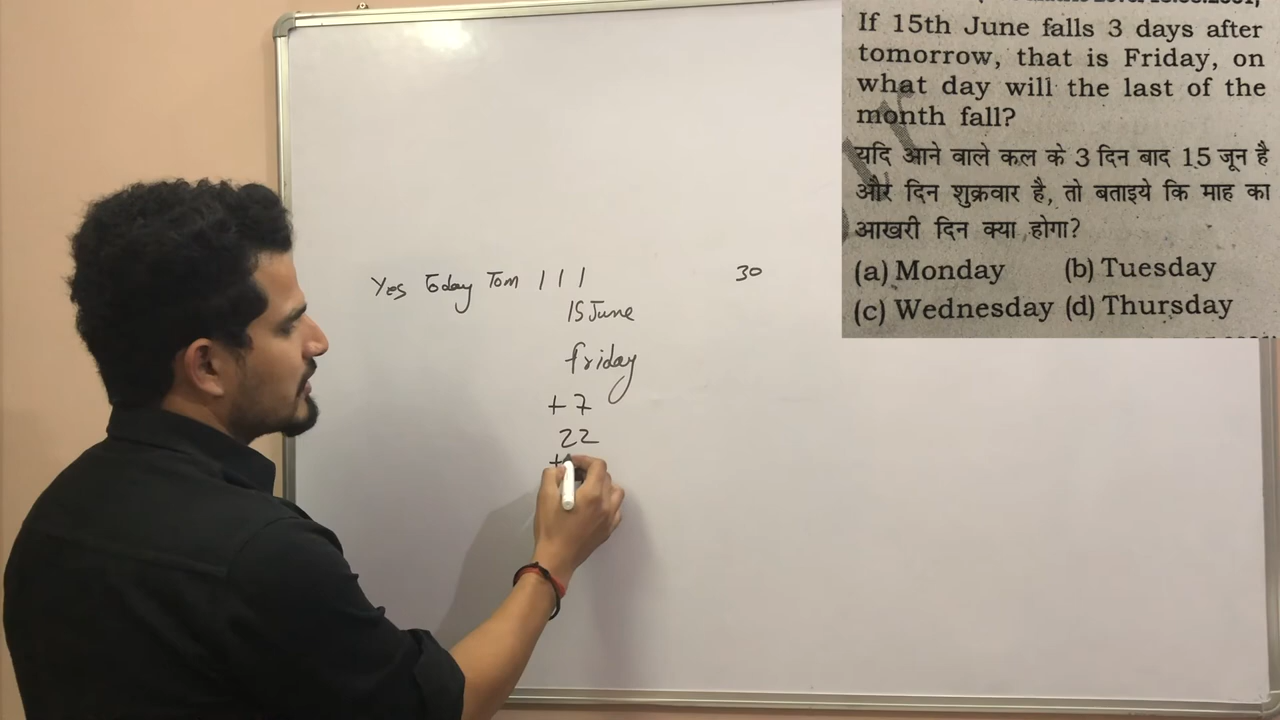 If 15th June falls 3 days after
tomorrow, that is Friday, on
what day will the last of the
month fall?
यदि आने वाले कल के 3 दिन बाद 15 जून है
और दिन शुक्रवार है, तो बताइये कि माह का
आखरी दिन क्या होगा?
(a) Monday (b) Tuesday
(c) Wednesday (d) Thursday
Yes Today Tom | | | 30
15 June
friday
+ 7
22
+